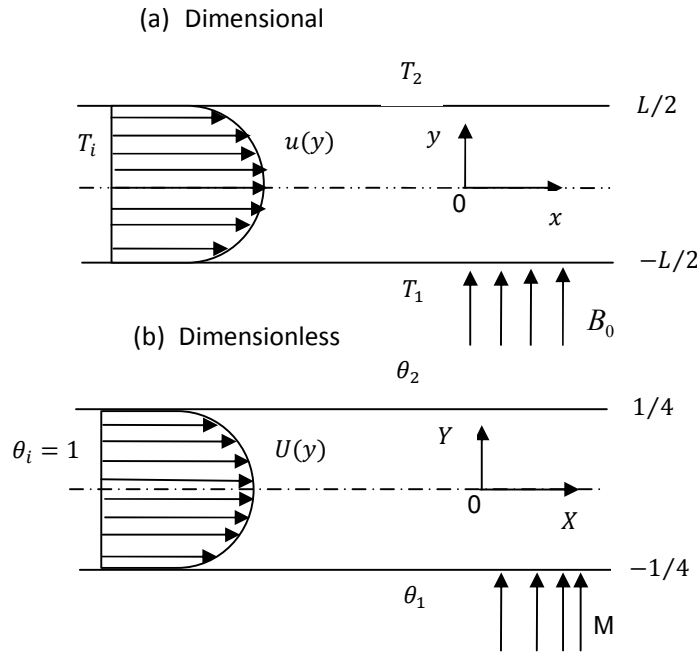 (a) Dimensional
T₂
L/2
Tᵢ
u(y)
y
0
x
−L/2
T₁
B₀
(b) Dimensionless
θ₂
1/4
θᵢ = 1
U(y)
Y
0
X
−1/4
θ₁
M